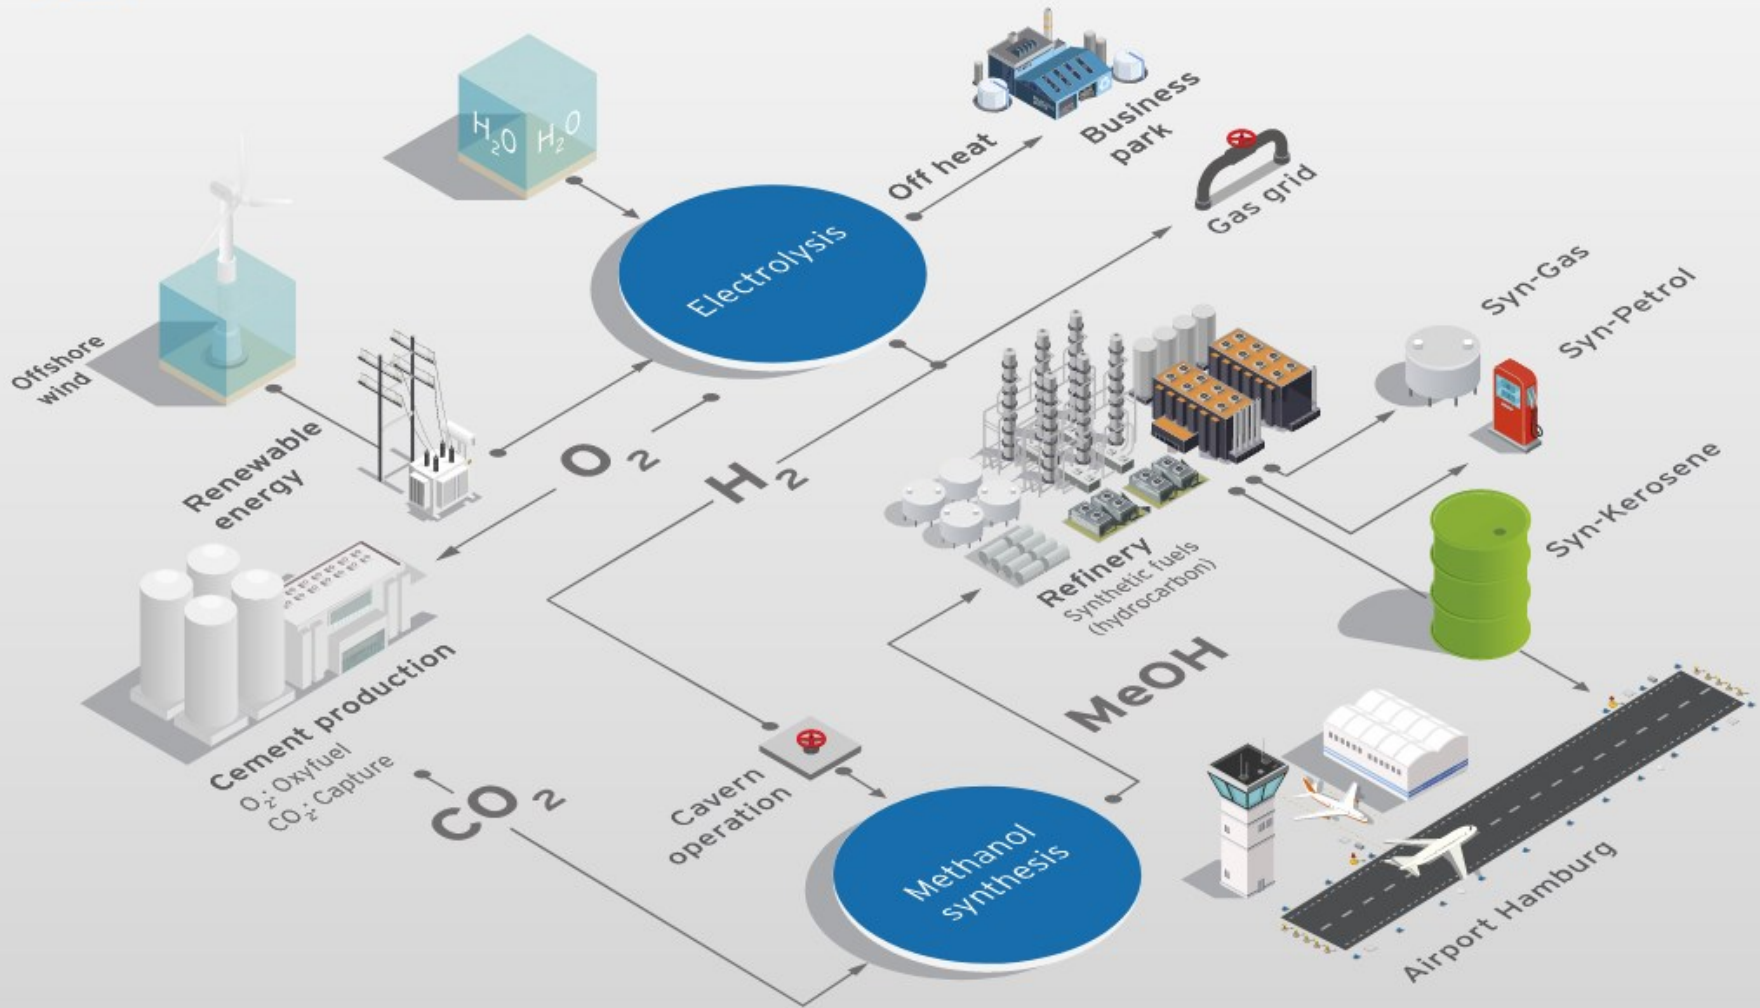 H₂O H₂O
Offshore
wind
Renewable
energy
Electrolysis
Off heat
Business
park
Gas grid
O₂
H₂
Syn-Gas
Syn-Petrol
Syn-Kerosene
Refinery
Synthetic fuels
(hydrocarbon)
Cement production
O₂: Oxyfuel
CO₂: Capture
CO₂
Cavern
operation
MeOH
Methanol
synthesis
Airport Hamburg